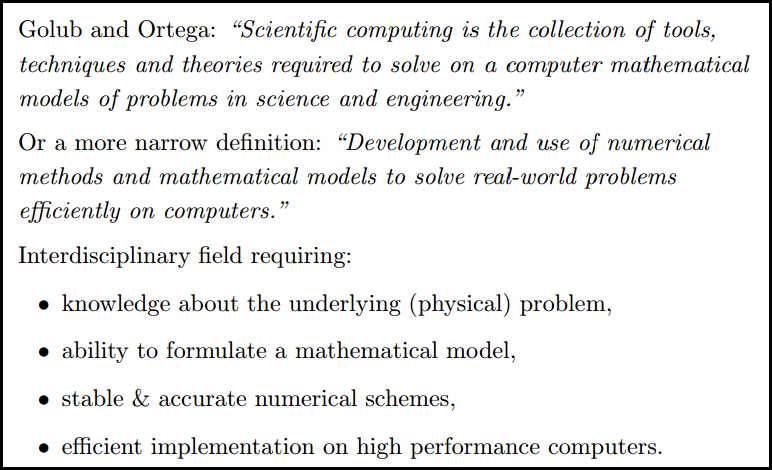 Golub and Ortega: “Scientific computing is the collection of tools,
techniques and theories required to solve on a computer mathematical
models of problems in science and engineering.”
Or a more narrow definition: “Development and use of numerical
methods and mathematical models to solve real-world problems
efficiently on computers.”
Interdisciplinary field requiring:
• knowledge about the underlying (physical) problem,
• ability to formulate a mathematical model,
• stable & accurate numerical schemes,
• efficient implementation on high performance computers.